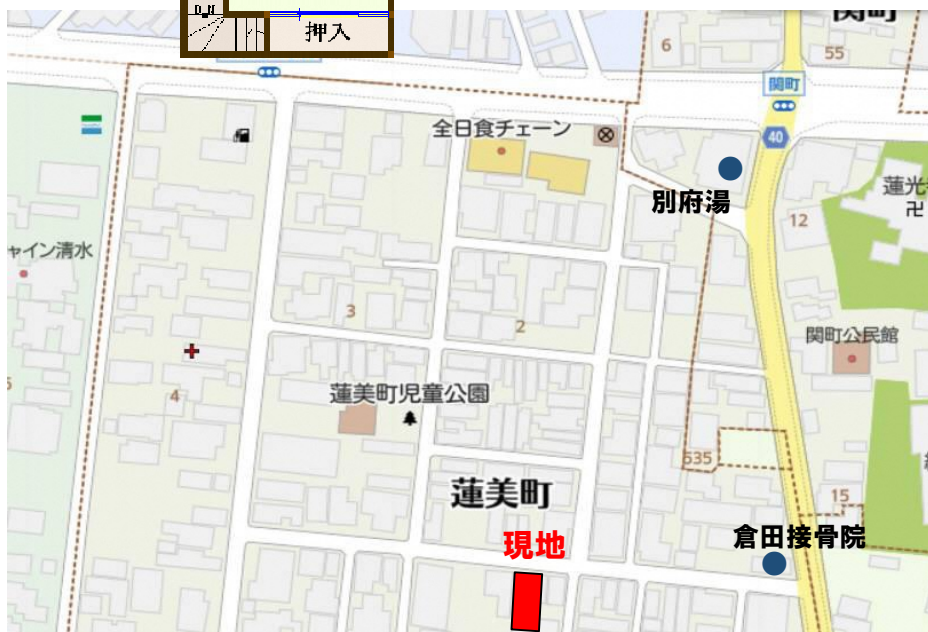 押入
関町
6
55
関町
40
全日食チェーン
別府湯
蓮光
卍
12
ャイン清水
3
2
関町公民館
蓮美町児童公園
4
535
蓮美町
15
倉田接骨院
現地